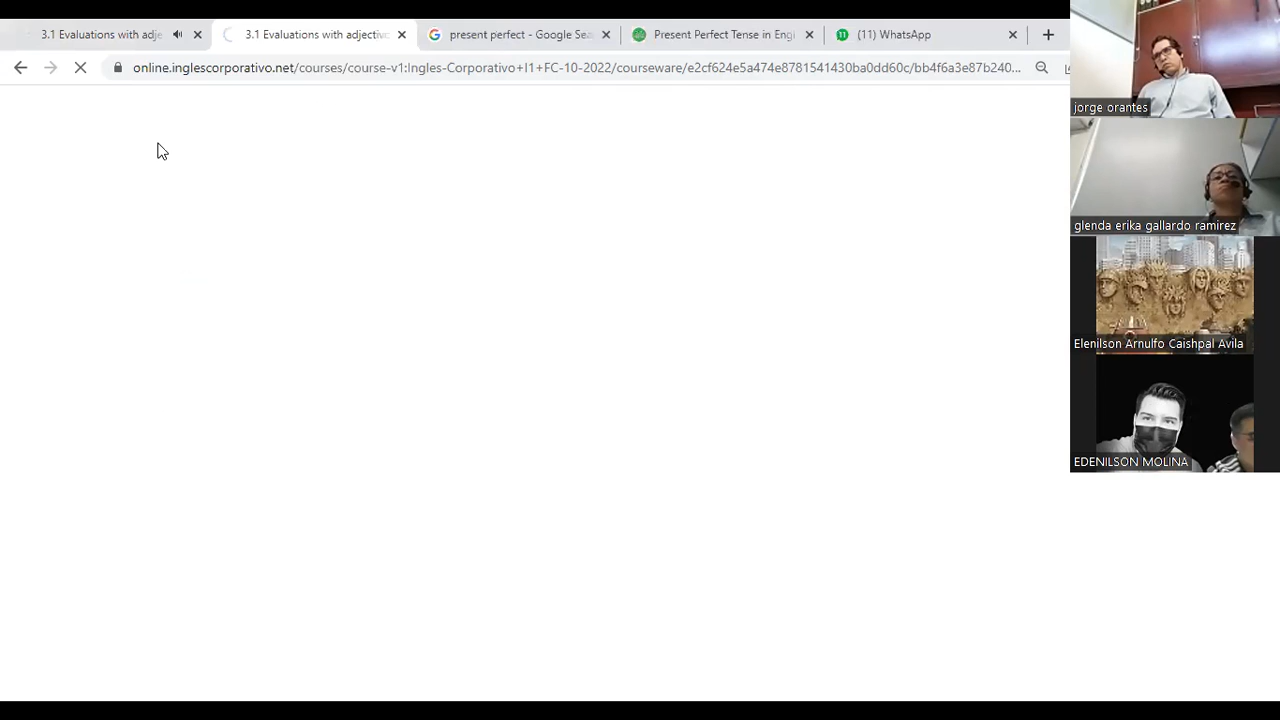 3.1 Evaluations with adje
3.1 Evaluations with adjective
present perfect - Google Sea
Present Perfect Tense in Engl
(11) WhatsApp
online.inglescorporativo.net/courses/course-v1:Ingles-Corporativo+I1+FC-10-2022/courseware/e2cf624e5a474e8781541430ba0dd60c/bb4f6a3e87b240...
jorge orantes
glenda erika gallardo ramirez
Elenilson Arnulfo Caishpal Avila
EDENILSON MOLINA